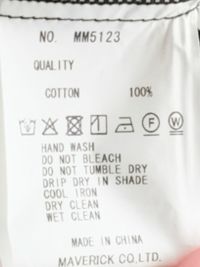 NO. MM5123
QUALITY
COTTON 100%
F W
HAND WASH
DO NOT BLEACH
DO NOT TUMBLE DRY
DRIP DRY IN SHADE
COOL IRON
DRY CLEAN
WET CLEAN
MADE IN CHINA
MAVERICK CO.LTD.